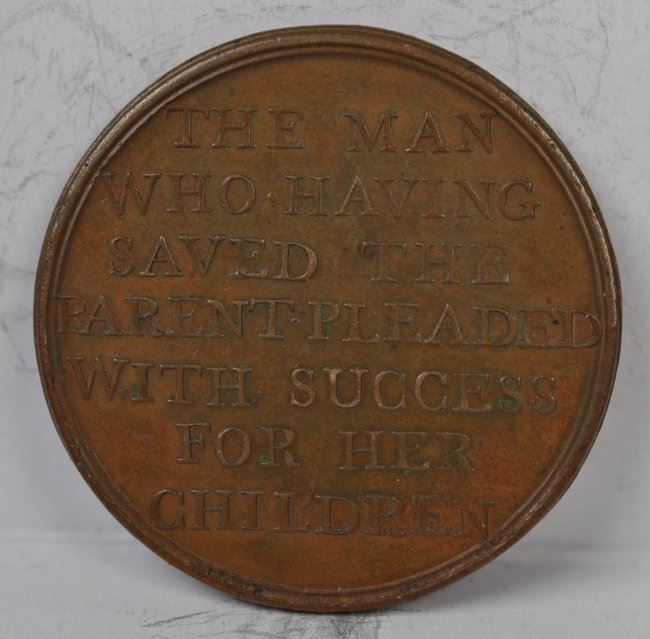 THE MAN
WHO·HAVING
SAVED THE
PARENT·PLEADED
WITH SUCCESS
FOR HER
CHILDREN